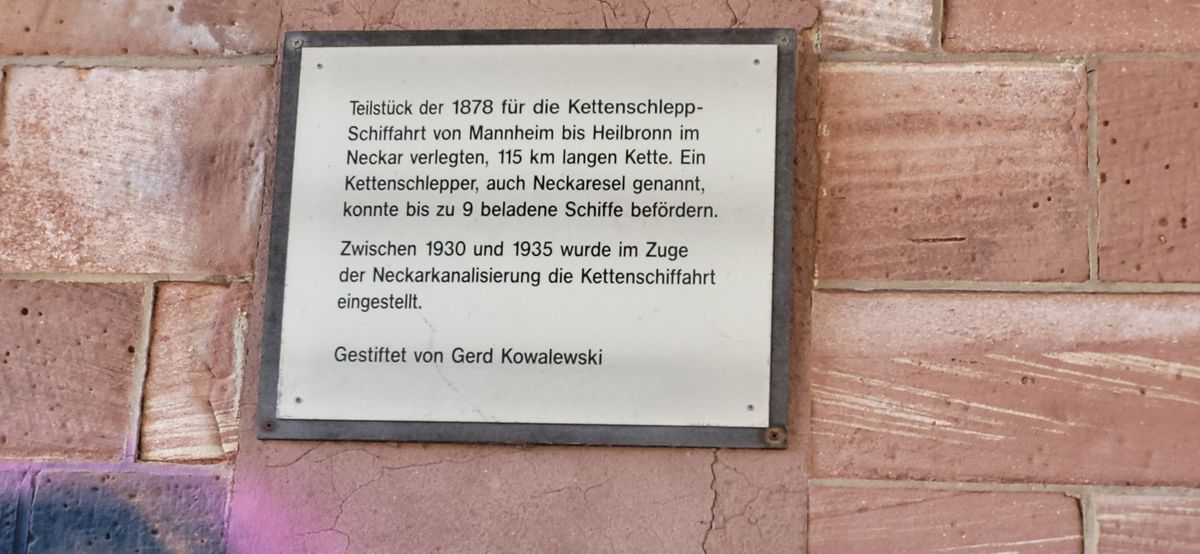 Teilstück der 1878 für die Kettenschlepp-
Schiffahrt von Mannheim bis Heilbronn im
Neckar verlegten, 115 km langen Kette. Ein
Kettenschlepper, auch Neckaresel genannt,
konnte bis zu 9 beladene Schiffe befördern.
Zwischen 1930 und 1935 wurde im Zuge
der Neckarkanalisierung die Kettenschiffahrt
eingestellt.
Gestiftet von Gerd Kowalewski